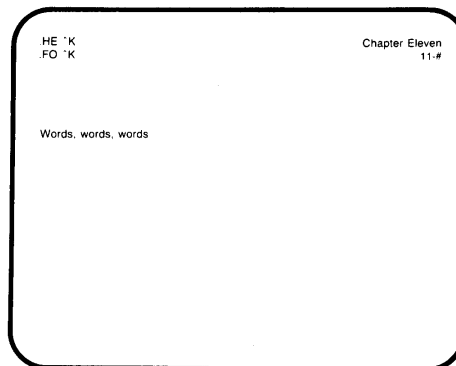 .HE ^K Chapter Eleven
.FO ^K 11-#
Words, words, words